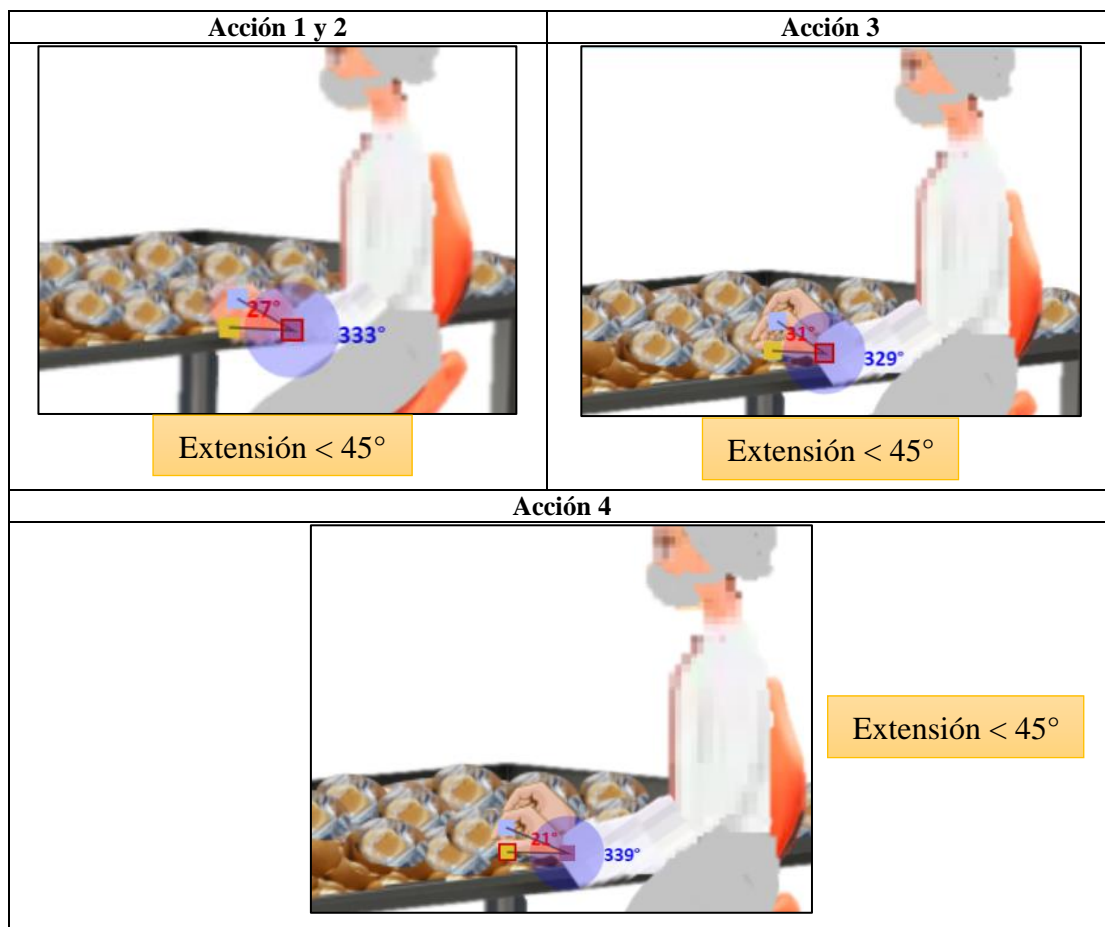 Acción 1 y 2
Acción 3
27°
333°
31°
329°
Extensión < 45°
Extensión < 45°
Acción 4
21°
339°
Extensión < 45°